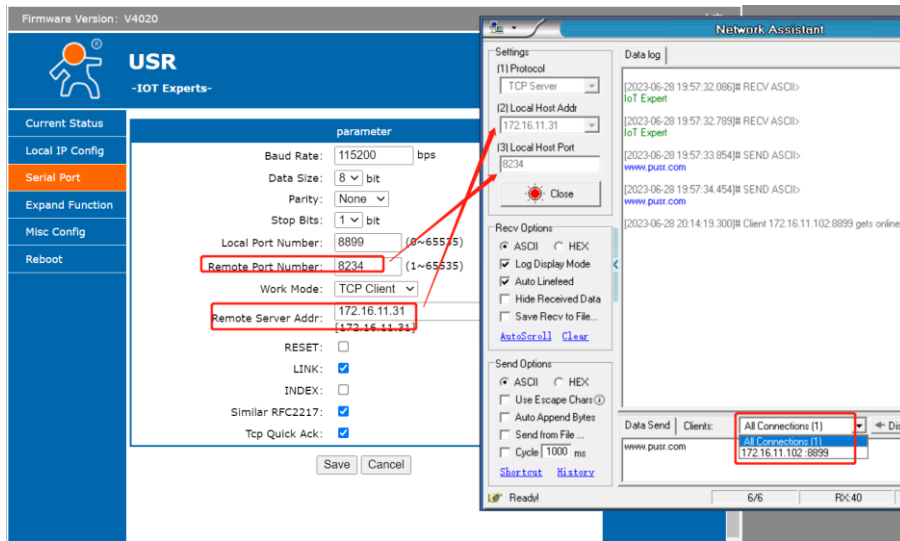 Firmware Version: V4020
USR
®
-IOT Experts-
Current Status
Local IP Config
Serial Port
Expand Function
Misc Config
Reboot
parameter
Baud Rate: 115200 bps
Data Size: 8 bit
Parity: None
Stop Bits: 1 bit
Local Port Number: 8899 (0~65535)
Remote Port Number: 8234 (1~65535)
Work Mode: TCP Client
Remote Server Addr: 172.16.11.31
[172.16.11.31]
RESET:
LINK:
INDEX:
Similar RFC2217:
Tcp Quick Ack:
Save Cancel
Network Assistant
Settings
(1) Protocol
TCP Server
(2) Local Host Addr
172.16.11.31
(3) Local Host Port
8234
Close
Recv Options
ASCII HEX
Log Display Mode
Auto Linefeed
Hide Received Data
Save Recv to File...
AutoScroll Clear
Send Options
ASCII HEX
Use Escape Chars
Auto Append Bytes
Send from File ...
Cycle 1000 ms
Shortcut History
Data log
[2023-06-28 19:57:32.086]# RECV ASCII>
IoT Expert
[2023-06-28 19:57:32.789]# RECV ASCII>
IoT Expert
[2023-06-28 19:57:33.854]# SEND ASCII>
www.pusr.com
[2023-06-28 19:57:34.454]# SEND ASCII>
www.pusr.com
[2023-06-28 20:14:19.300]# Client 172.16.11.102:8899 gets online
Data Send Clients: All Connections (1) Dis
All Connections (1)
172.16.11.102 :8899
www.pusr.com
Ready! 6/6 RX:40